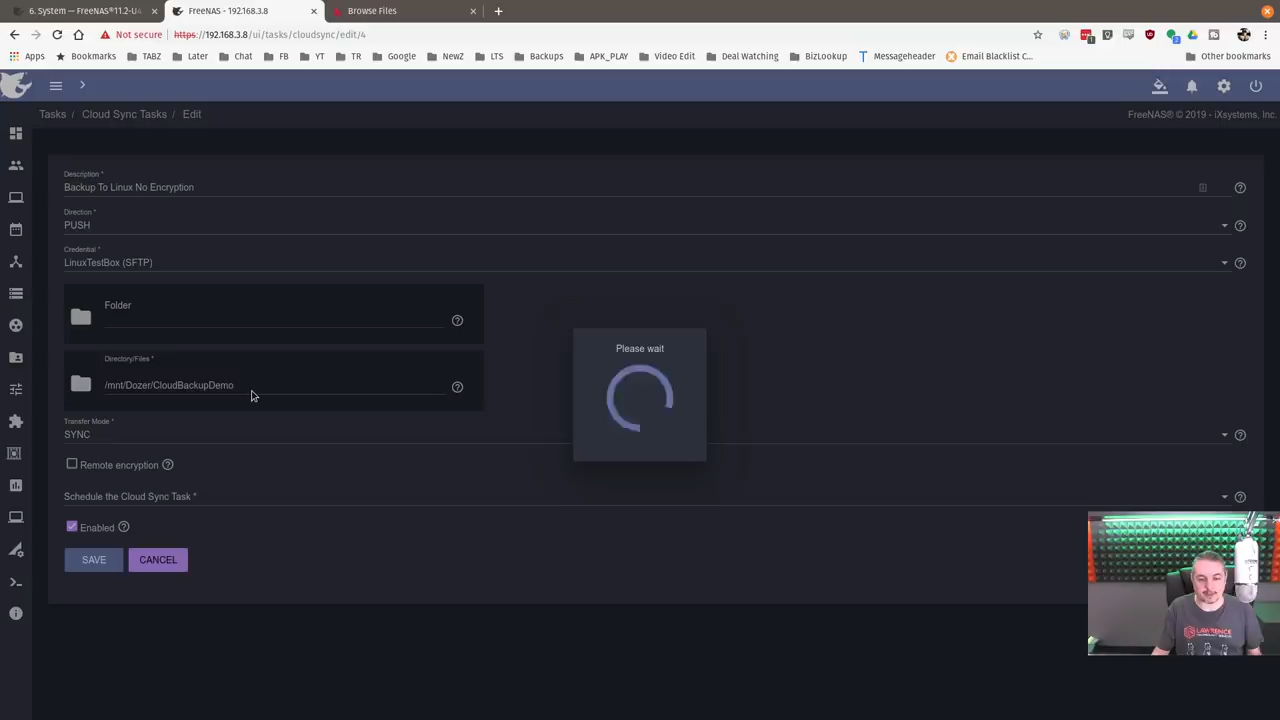 6. System — FreeNAS®11.2-U4
FreeNAS - 192.168.3.8
Browse Files
Not secure
https://192.168.3.8/ui/tasks/cloudsync/edit/4
Apps
Bookmarks
TABZ
Later
Chat
FB
YT
TR
Google
NewZ
LTS
Backups
APK_PLAY
Video Edit
Deal Watching
BizLookup
Messageheader
Email Blacklist C...
Other bookmarks
Tasks / Cloud Sync Tasks / Edit
FreeNAS® © 2019 - iXsystems, Inc.
Description *
Backup To Linux No Encryption
Direction *
PUSH
Credential *
LinuxTestBox (SFTP)
Folder
Directory/Files *
/mnt/Dozer/CloudBackupDemo
Please wait
Transfer Mode *
SYNC
Remote encryption
Schedule the Cloud Sync Task *
Enabled
SAVE
CANCEL
LAWRENCE